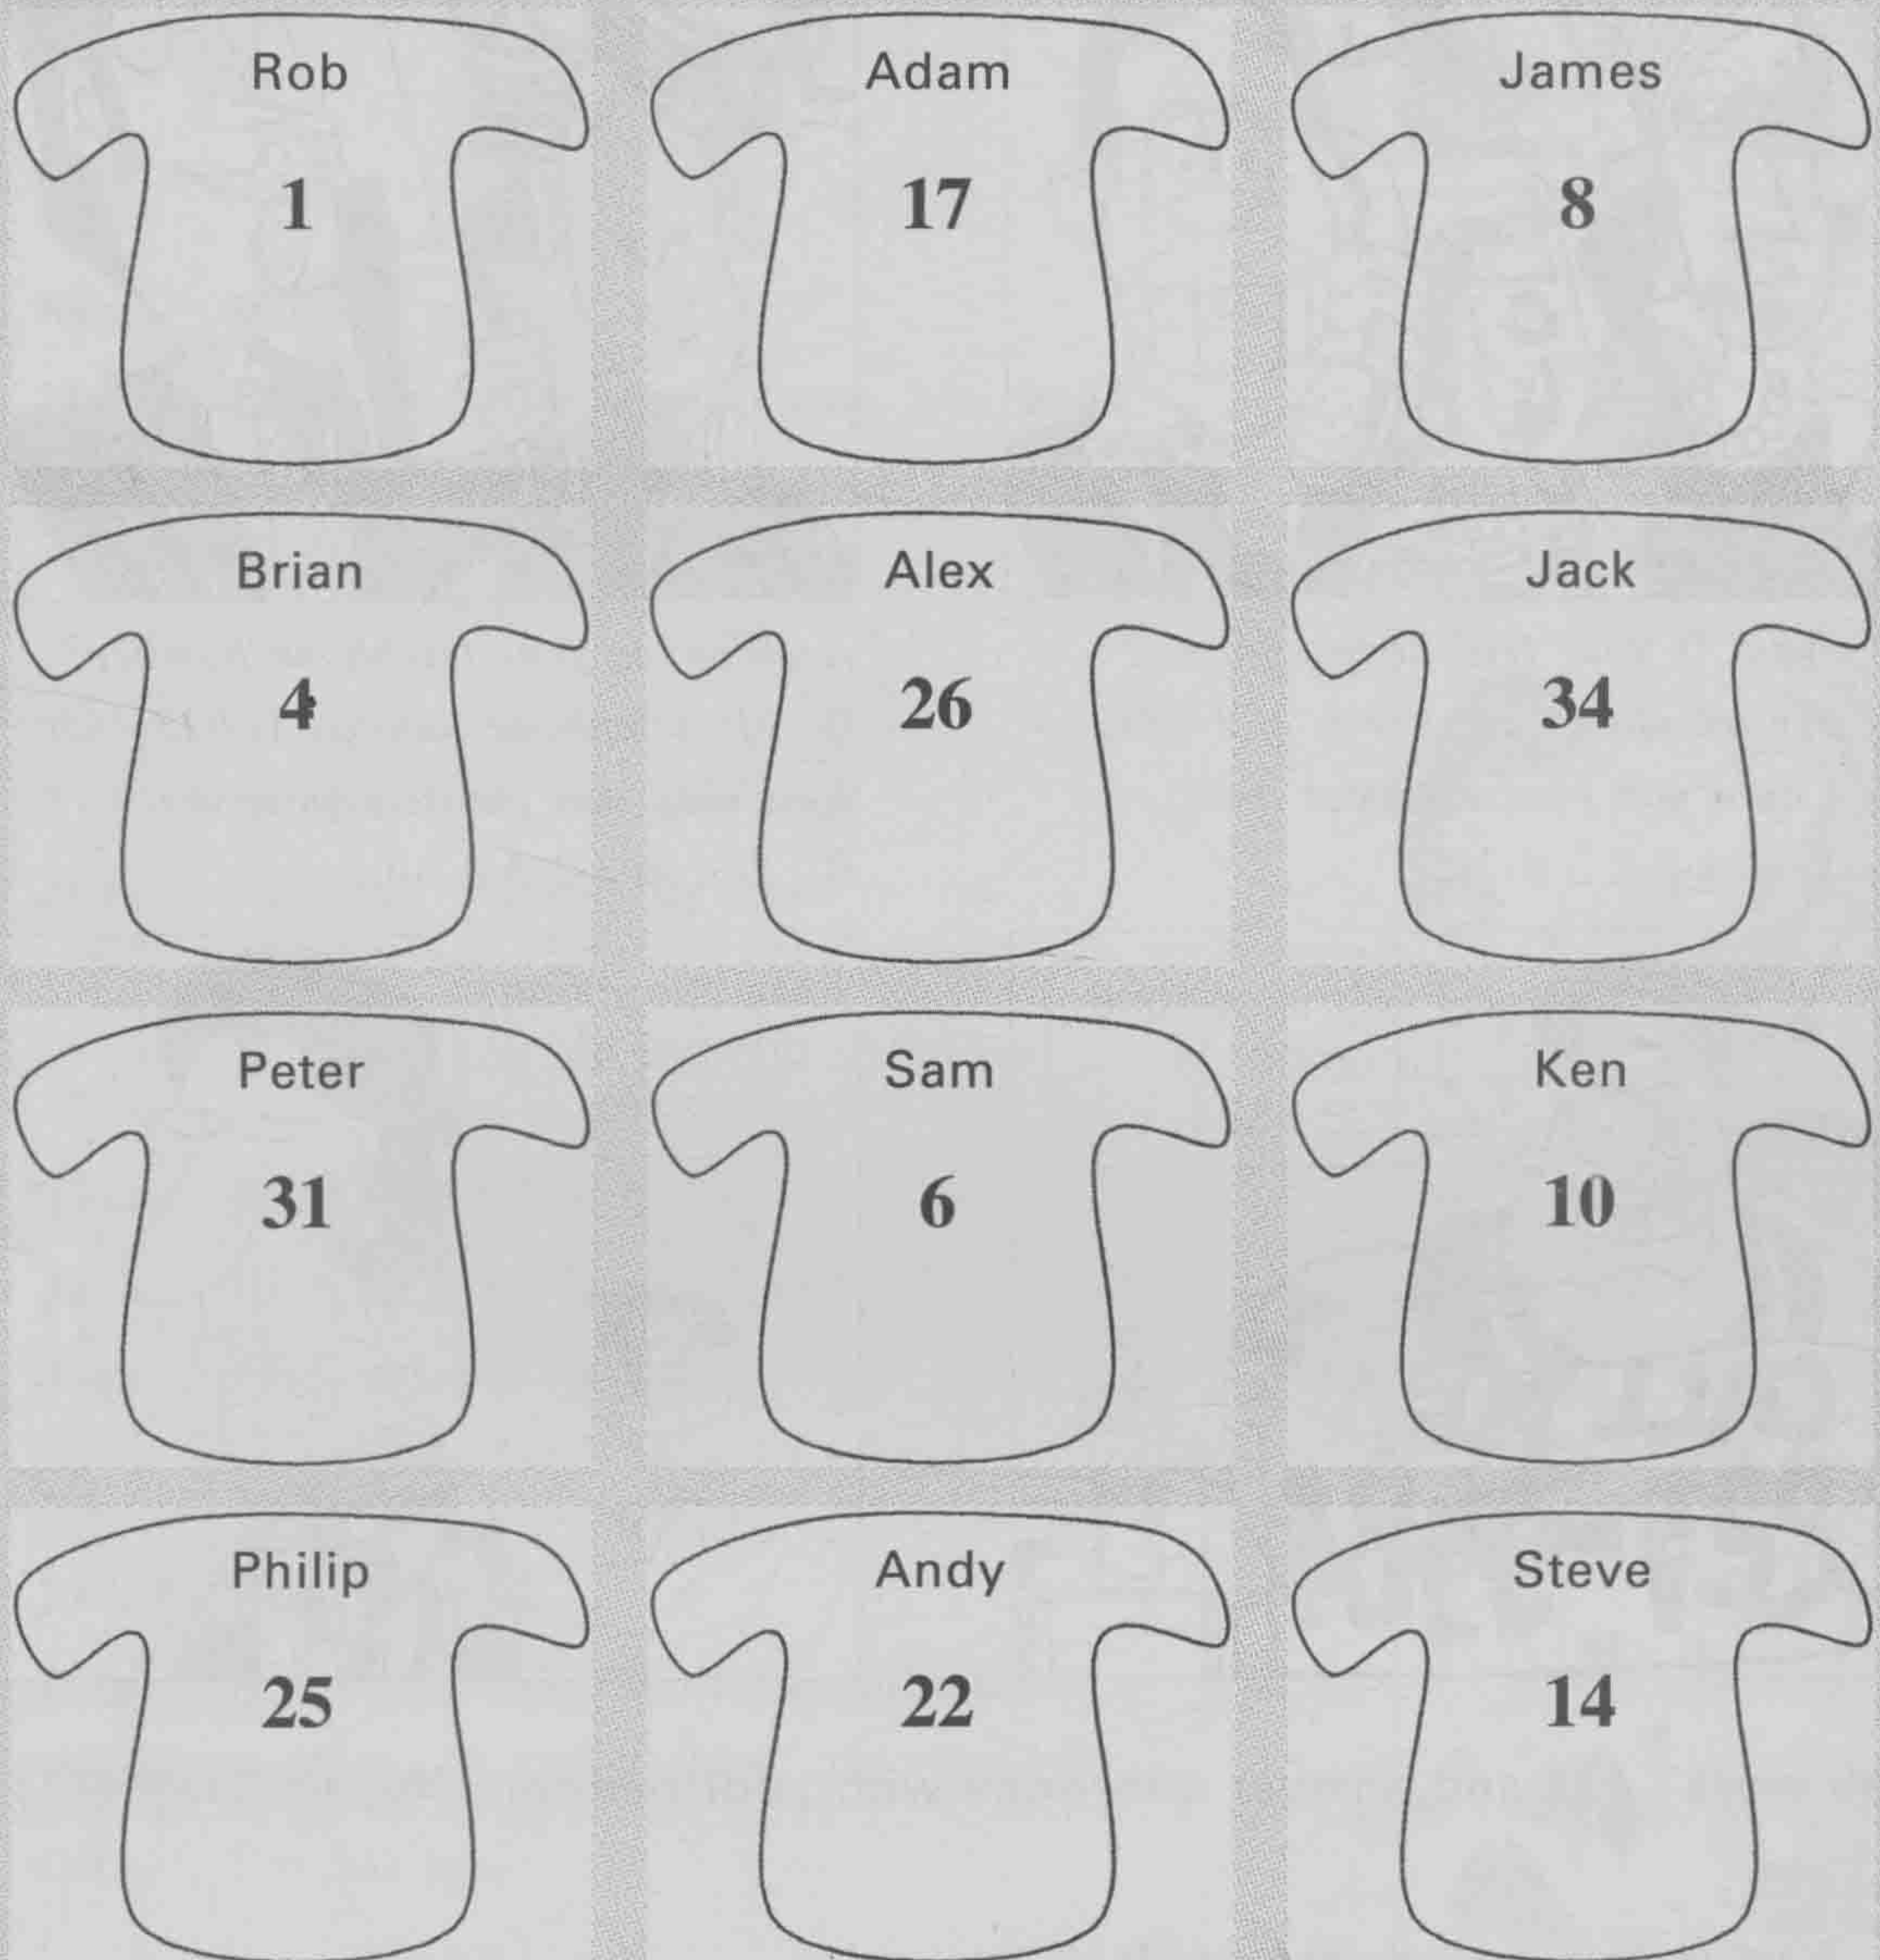 Rob
1
Adam
17
James
8
Brian
4
Alex
26
Jack
34
Peter
31
Sam
6
Ken
10
Philip
25
Andy
22
Steve
14